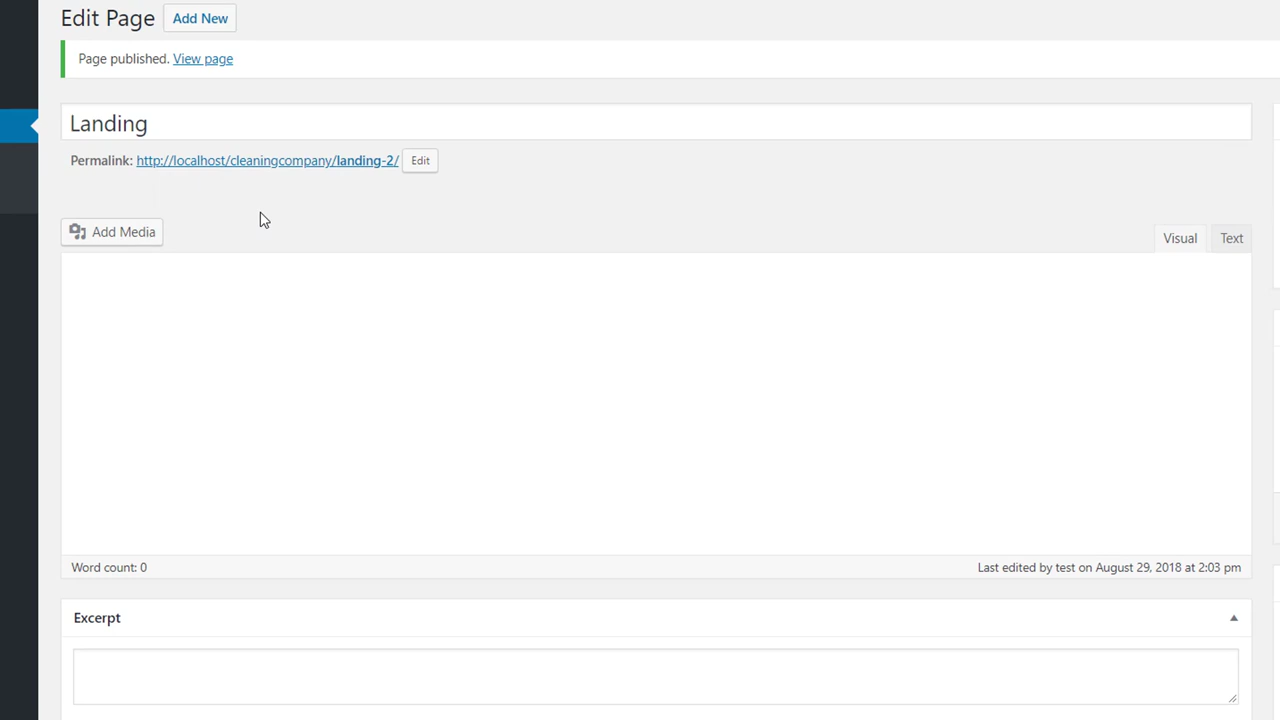 Edit Page Add New
Page published. View page
Landing
Permalink: http://localhost/cleaningcompany/landing-2/ Edit
Add Media
Visual Text
Word count: 0 Last edited by test on August 29, 2018 at 2:03 pm
Excerpt